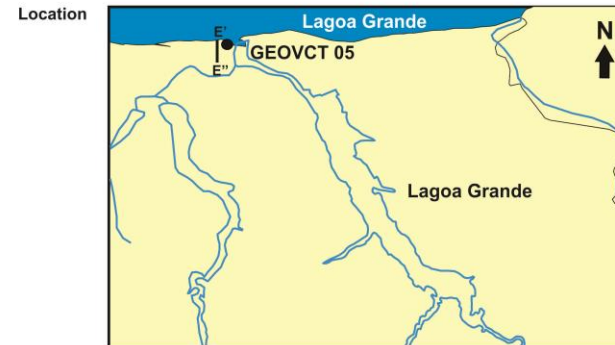 Location
Lagoa Grande
N
E'
GEOVCT 05
E"
Lagoa Grande